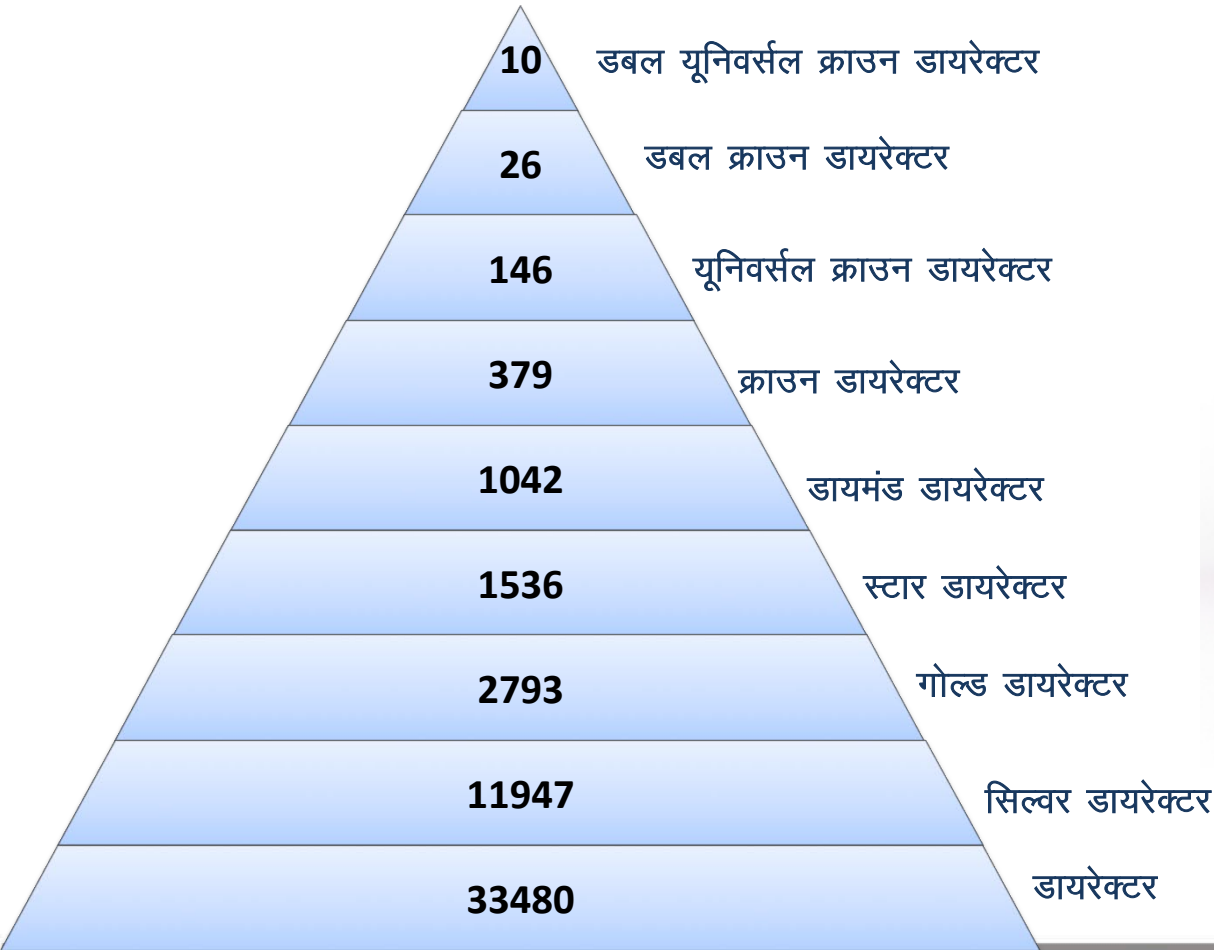 10 डबल यूनिवर्सल क्राउन डायरेक्टर
26 डबल क्राउन डायरेक्टर
146 यूनिवर्सल क्राउन डायरेक्टर
379 क्राउन डायरेक्टर
1042 डायमंड डायरेक्टर
1536 स्टार डायरेक्टर
2793 गोल्ड डायरेक्टर
11947 सिल्वर डायरेक्टर
33480 डायरेक्टर